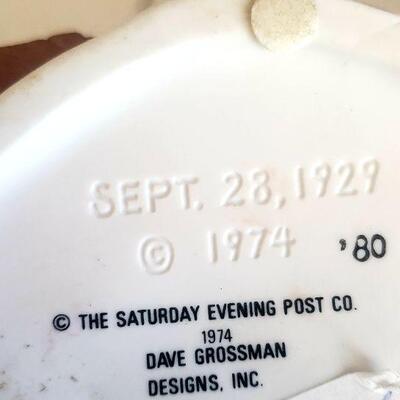 SEPT. 28, 1929
© 1974 '80
© THE SATURDAY EVENING POST CO.
1974
DAVE GROSSMAN
DESIGNS, INC.